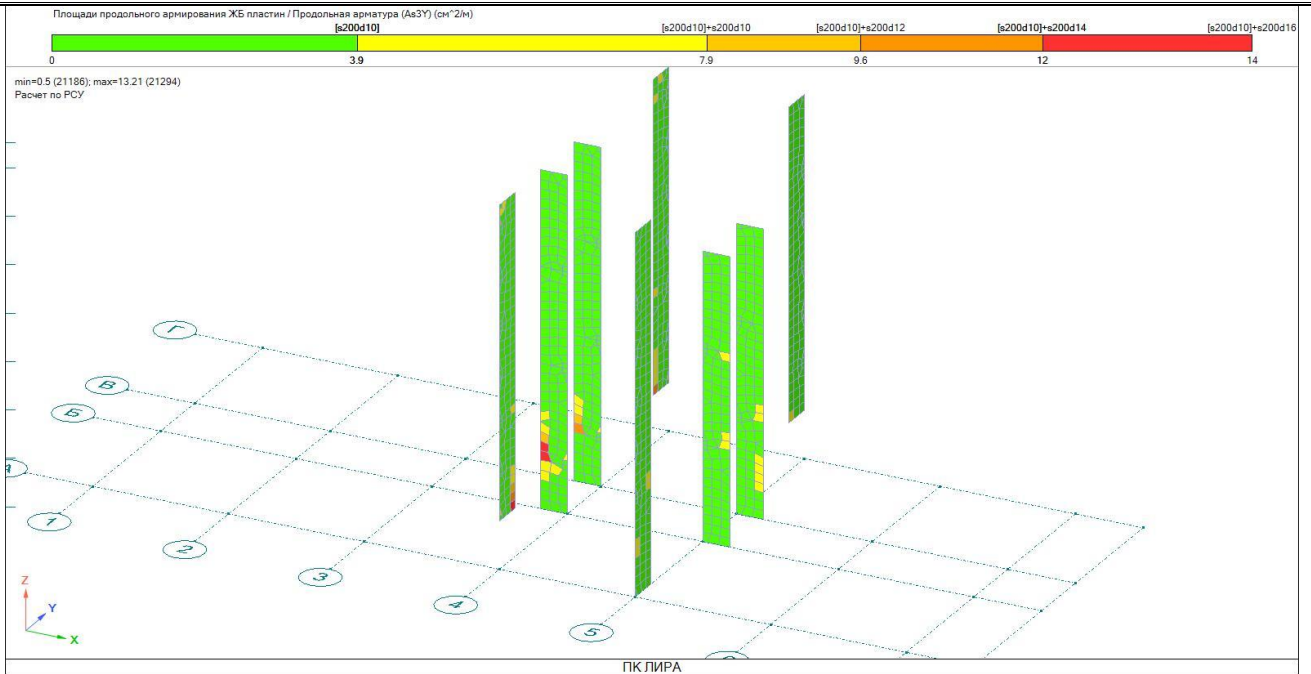 Площади продольного армирования ЖБ пластин / Продольная арматура (As3Y) (см^2/м)
[s200d10] [s200d10]+s200d10 [s200d10]+s200d12 [s200d10]+s200d14 [s200d10]+s200d16
0 3.9 7.9 9.6 12 14
min=0.5 (21186); max=13.21 (21294)
Расчет по РСУ
Г
В
Б
А
1
2
3
4
5
Z
Y
X
ПК ЛИРА